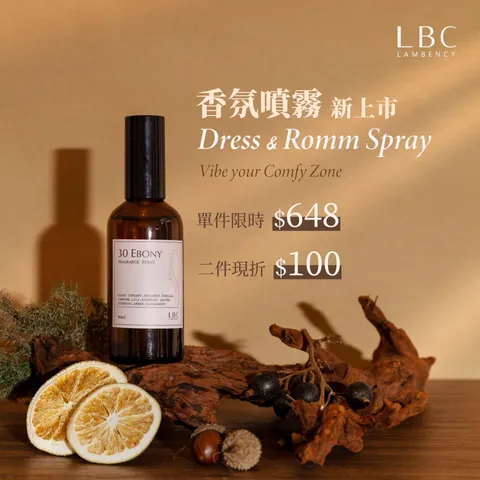 LBC
LAMBENCY
香氛噴霧 新上市
Dress & Romm Spray
Vibe your Comfy Zone
單件限時 $648
二件現折 $100
30 EBONY
FRAGRANCE SPRAY
LBC